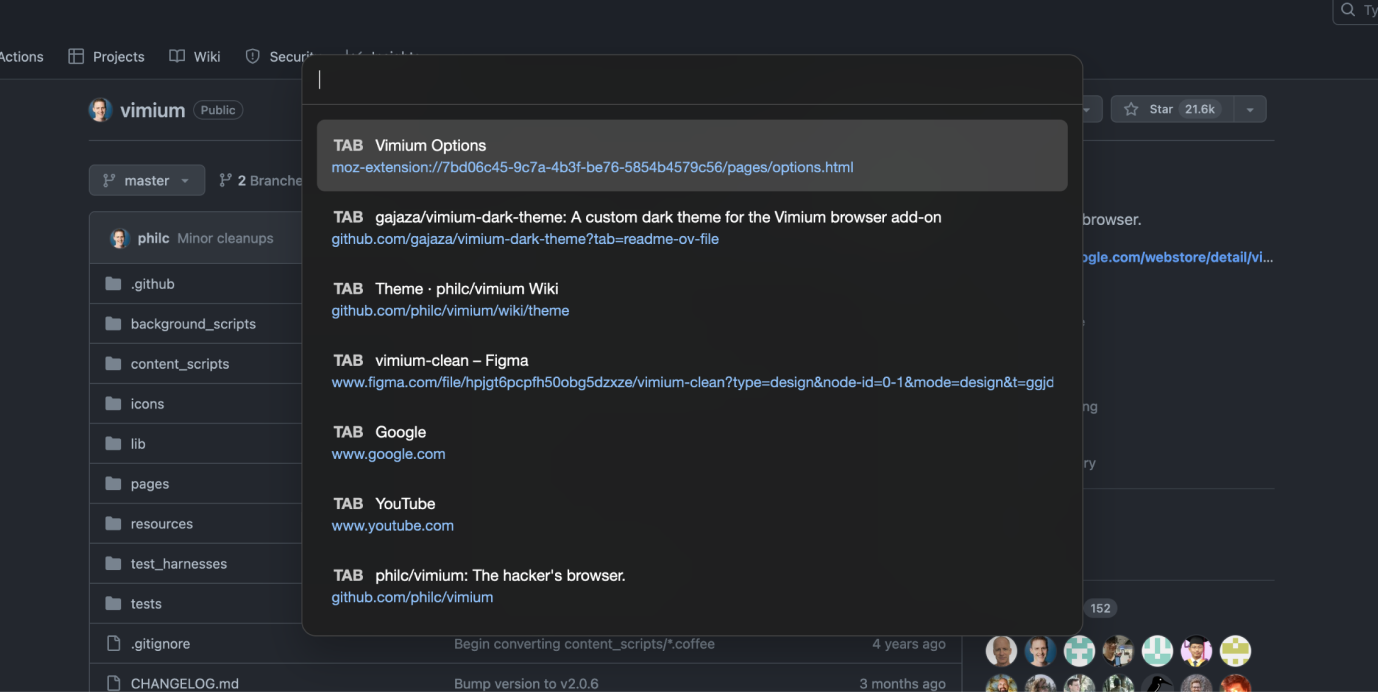 Ty
Actions Projects Wiki
vimium Public
Star 21.6k
master 2
philc Minor cleanups
.github
background_scripts
content_scripts
icons
lib
pages
resources
test_harnesses
tests
.gitignore Begin converting content_scripts/*.coffee 4 years ago
CHANGELOG.md Bump version to v2.0.6 3 months ago
TAB Vimium Options
moz-extension://7bd06c45-9c7a-4b3f-be76-5854b4579c56/pages/options.html
TAB gajaza/vimium-dark-theme: A custom dark theme for the Vimium browser add-on
github.com/gajaza/vimium-dark-theme?tab=readme-ov-file
TAB Theme · philc/vimium Wiki
github.com/philc/vimium/wiki/theme
TAB vimium-clean – Figma
www.figma.com/file/hpjgt6pcpfh50obg5dzxze/vimium-clean?type=design&node-id=0-1&mode=design&t=ggjd
TAB Google
www.google.com
TAB YouTube
www.youtube.com
TAB philc/vimium: The hacker's browser.
github.com/philc/vimium
browser.
ogle.com/webstore/detail/vi...
ng
ry
152